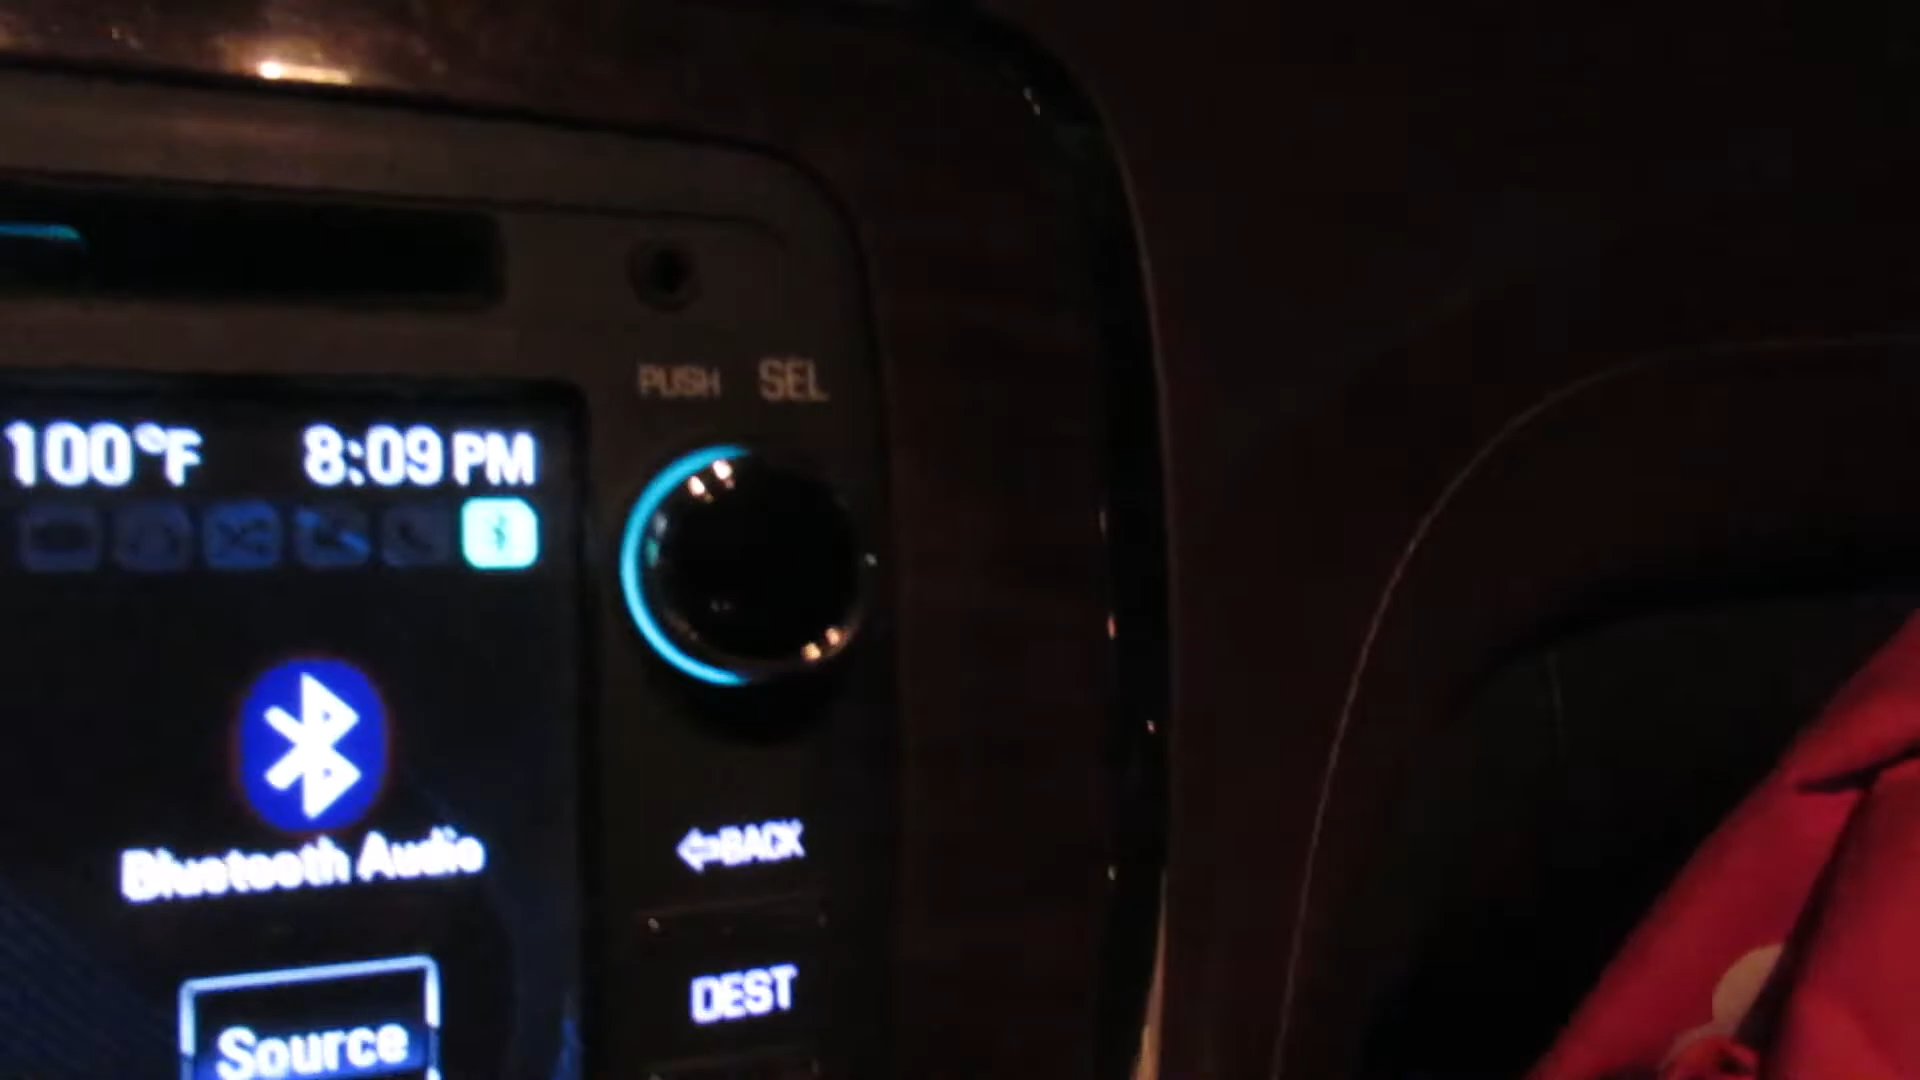 PUSH SEL
100°F 8:09 PM
Bluetooth Audio
BACK
DEST
Source